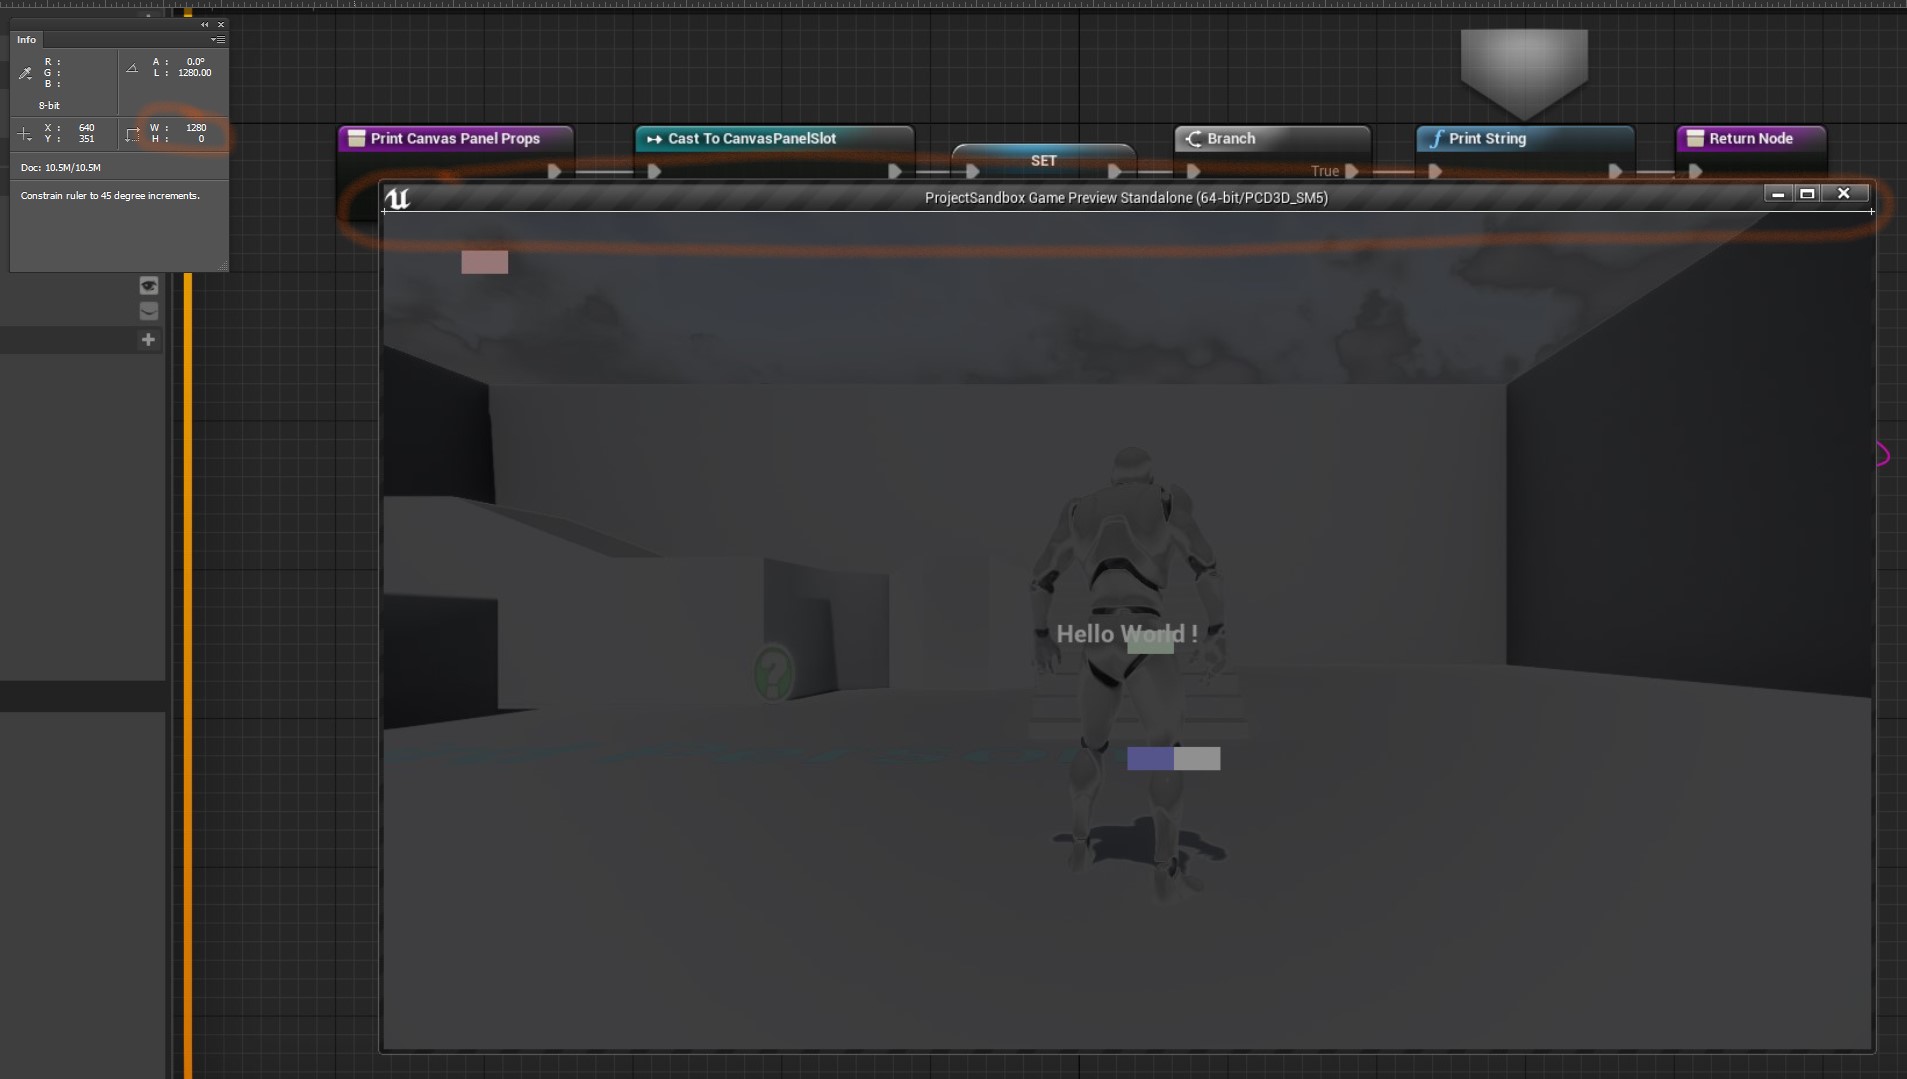 Info
R :
G :
B :
A : 0.0°
L : 1280.00
8-bit
X : 640
Y : 351
W : 1280
H : 0
Doc: 10.5M/10.5M
Constrain ruler to 45 degree increments.
Print Canvas Panel Props
Cast To CanvasPanelSlot
SET
Branch
True
Print String
Return Node
ProjectSandbox Game Preview Standalone (64-bit/PCD3D_SM5)
Hello World !